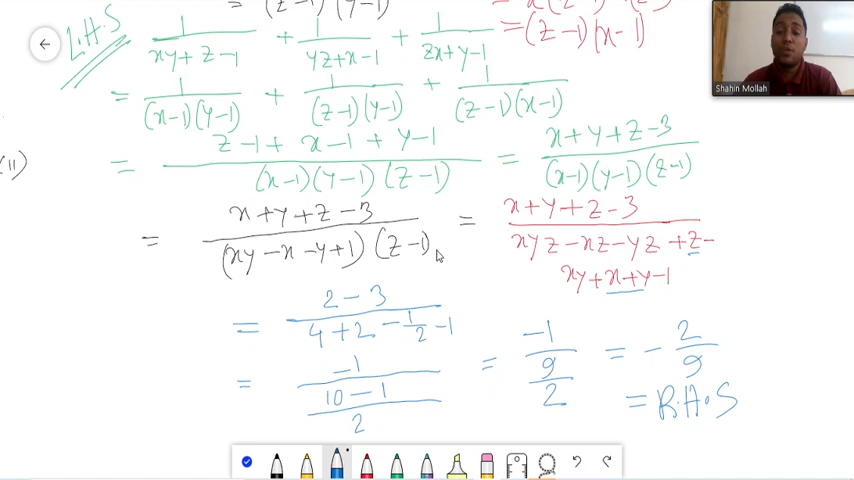 = (z-1)(y-1)
= (z-1)(x-1)
L.H.S 1/(xy+z-1) + 1/(yz+x-1) + 1/(zx+y-1)
= 1/((x-1)(y-1)) + 1/((z-1)(y-1)) + 1/((z-1)(x-1))
(11)
= (z-1+x-1+y-1)/((x-1)(y-1)(z-1)) = (x+y+z-3)/((x-1)(y-1)(z-1))
= (x+y+z-3)/((xy-x-y+1)(z-1)) = (x+y+z-3)/(xyz-xz-yz+z-
xy+x+y-1)
= (2-3)/(4+2-1/2-1)
= -1/((10-1)/2) = -1/(9/2) = -2/9
= R.H.S
Shahin Mollah